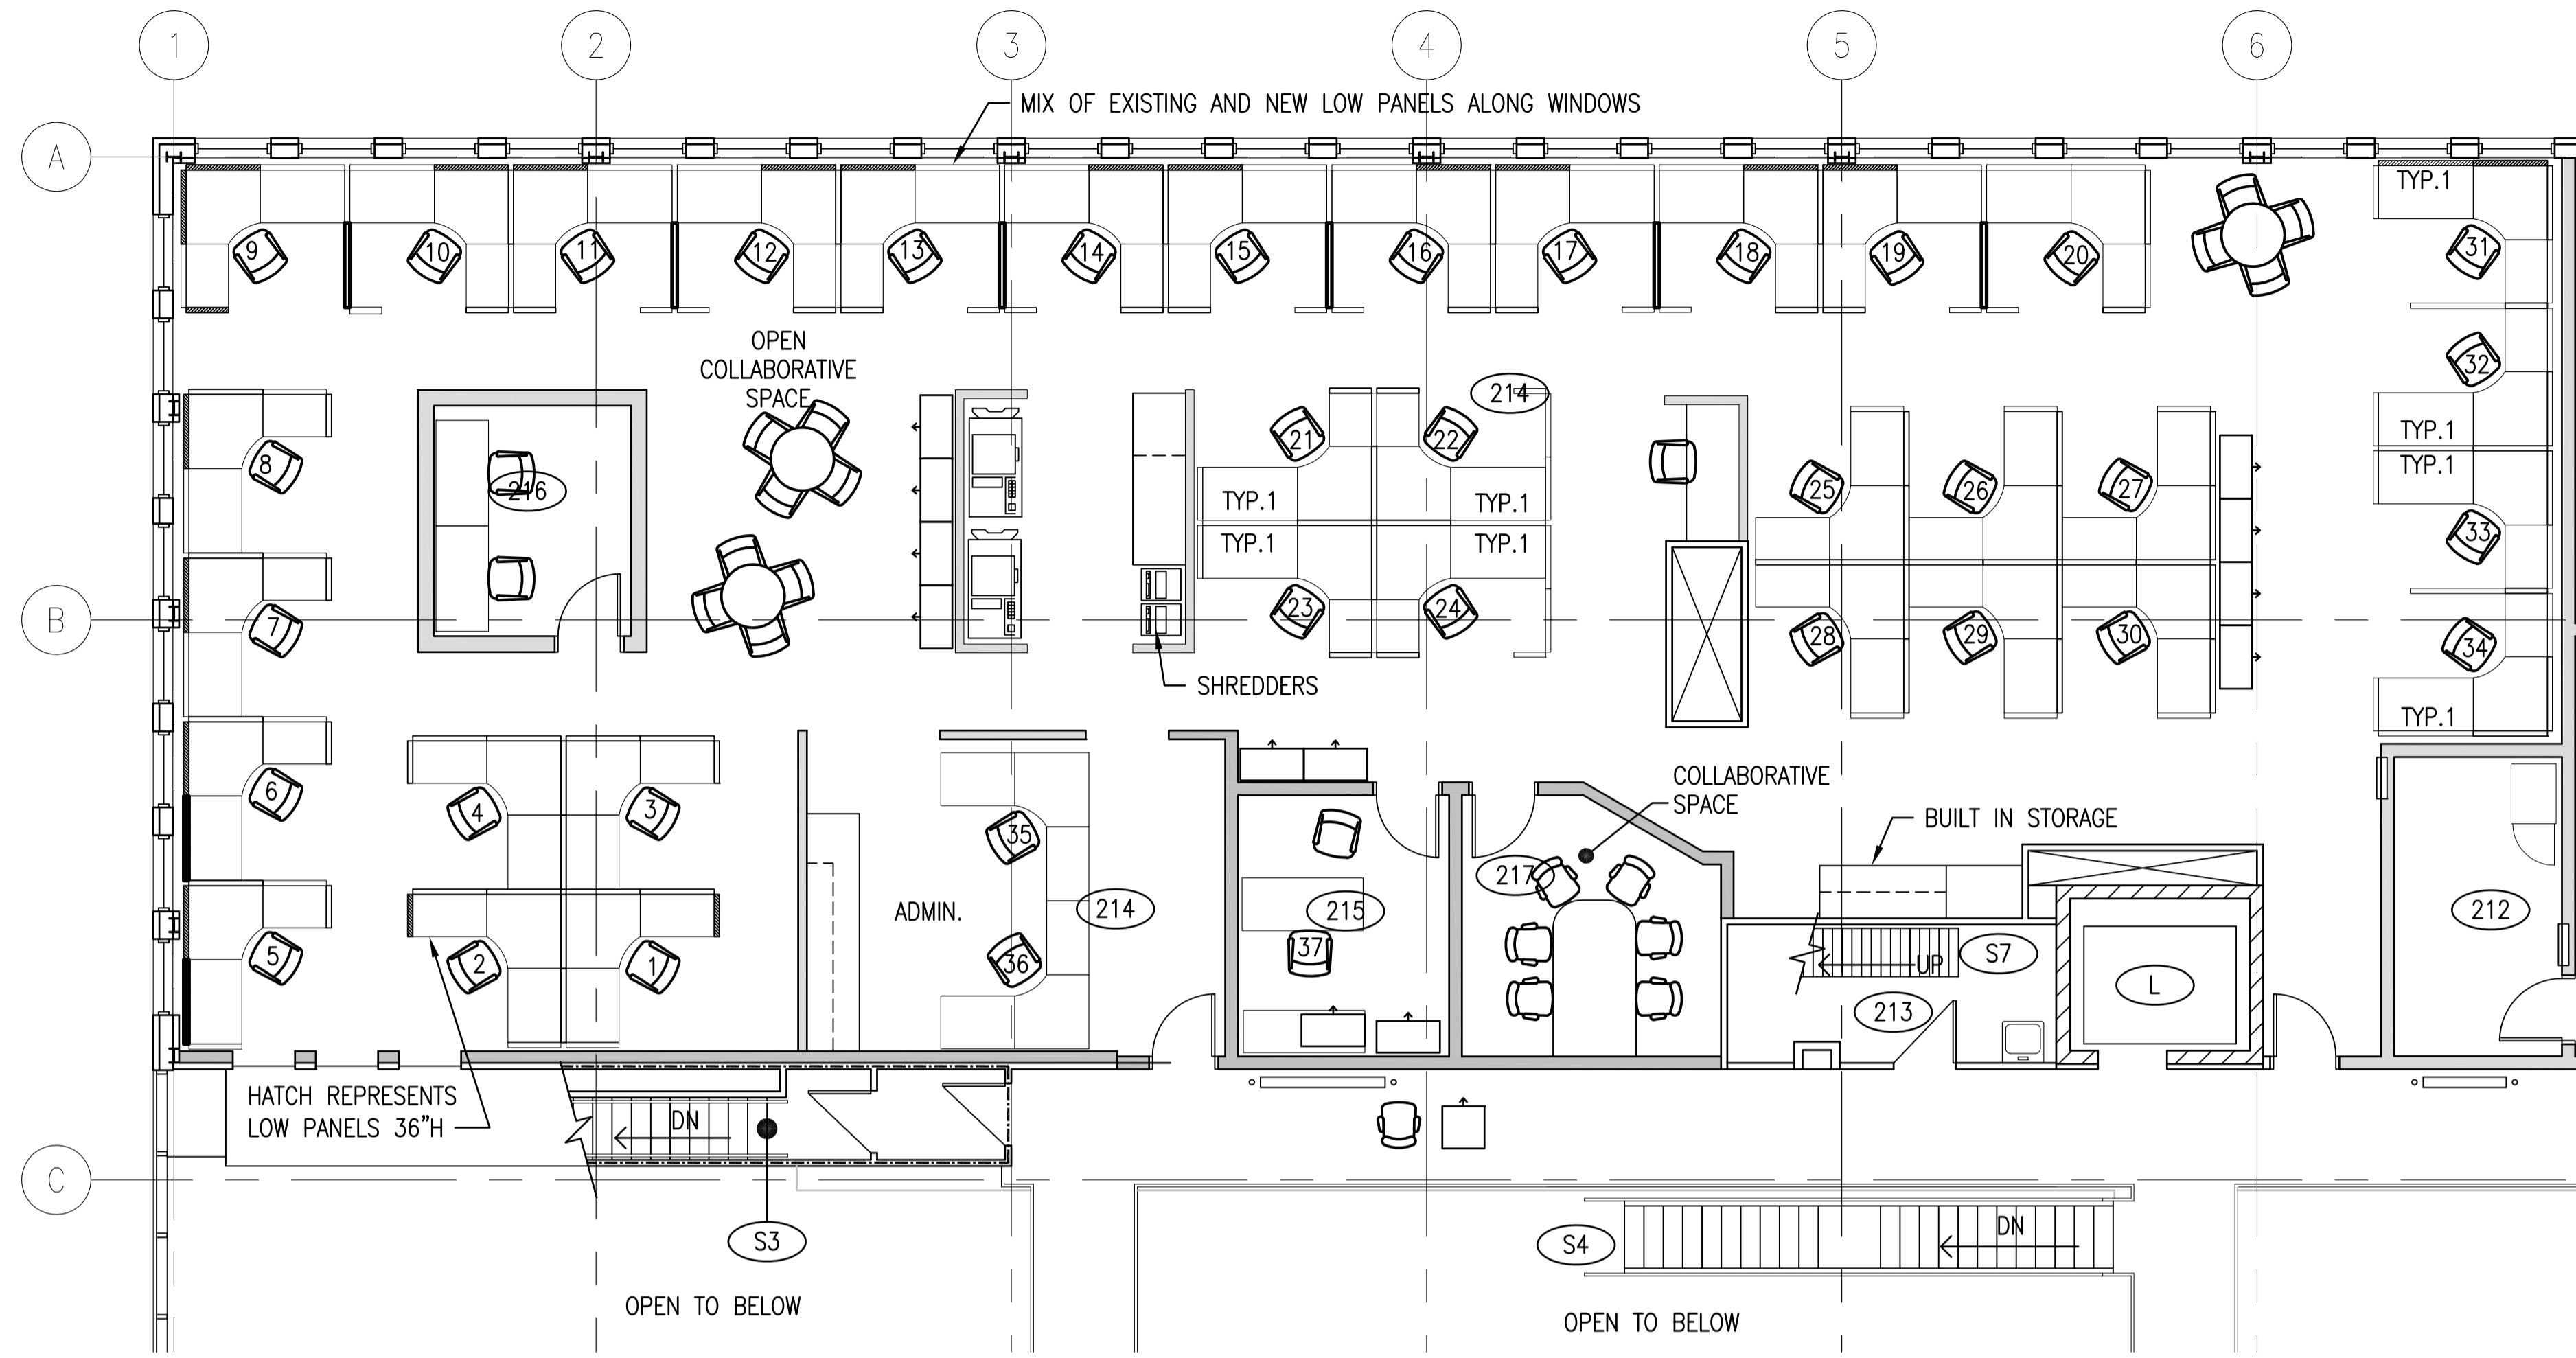 1 2 3 4 5 6
MIX OF EXISTING AND NEW LOW PANELS ALONG WINDOWS
A
TYP.1
9 10 11 12 13 14 15 16 17 18 19 20 31
OPEN
COLLABORATIVE
SPACE
32
214
TYP.1
21 22
8
TYP.1
216
25 26 27
TYP.1 TYP.1
TYP.1 TYP.1
33
B
7
23 24
28 29 30 34
SHREDDERS
TYP.1
COLLABORATIVE
SPACE
6
4 3
35
BUILT IN STORAGE
217
ADMIN.
214
215
212
37
5
2 1
36
UP
S7
L
213
HATCH REPRESENTS
LOW PANELS 36"H
DN
C
S3
S4
DN
OPEN TO BELOW
OPEN TO BELOW